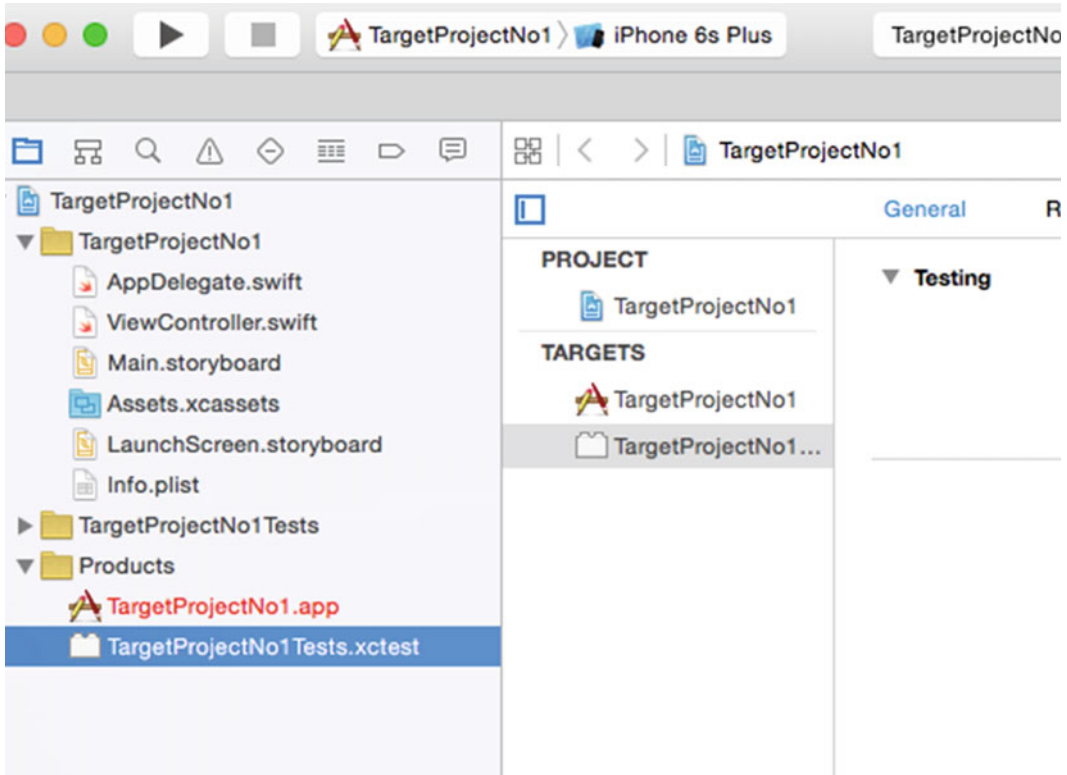 TargetProjectNo1 〉 iPhone 6s Plus
TargetProjectNo
TargetProjectNo1
General R
TargetProjectNo1
TargetProjectNo1
AppDelegate.swift
ViewController.swift
Main.storyboard
Assets.xcassets
LaunchScreen.storyboard
Info.plist
TargetProjectNo1Tests
Products
TargetProjectNo1.app
TargetProjectNo1Tests.xctest
PROJECT
TargetProjectNo1
TARGETS
TargetProjectNo1
TargetProjectNo1...
Testing